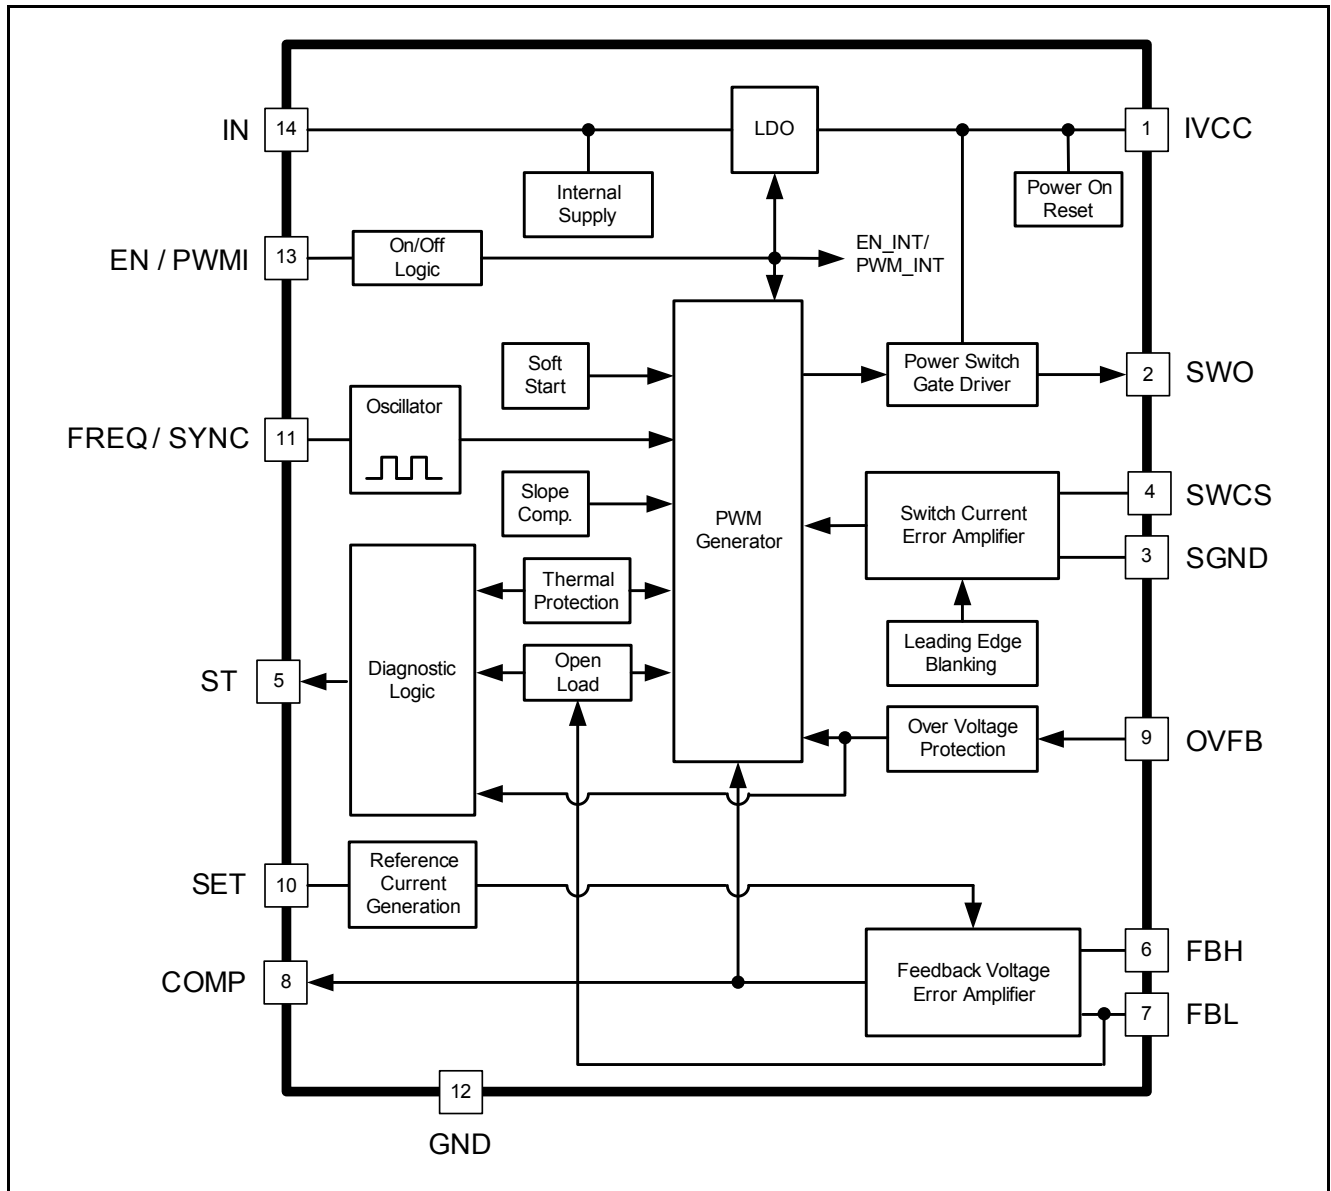 LDO
IN
14
1
IVCC
Internal
Supply
Power On
Reset
EN / PWMI
13
On/Off
Logic
EN_INT/
PWM_INT
Soft
Start
Power Switch
Gate Driver
2
SWO
FREQ / SYNC
11
Oscillator
Slope
Comp.
PWM
Generator
Switch Current
Error Amplifier
4
SWCS
3
SGND
Thermal
Protection
Leading Edge
Blanking
ST
5
Diagnostic
Logic
Open
Load
Over Voltage
Protection
9
OVFB
SET
10
Reference
Current
Generation
COMP
8
Feedback Voltage
Error Amplifier
6
FBH
7
FBL
12
GND